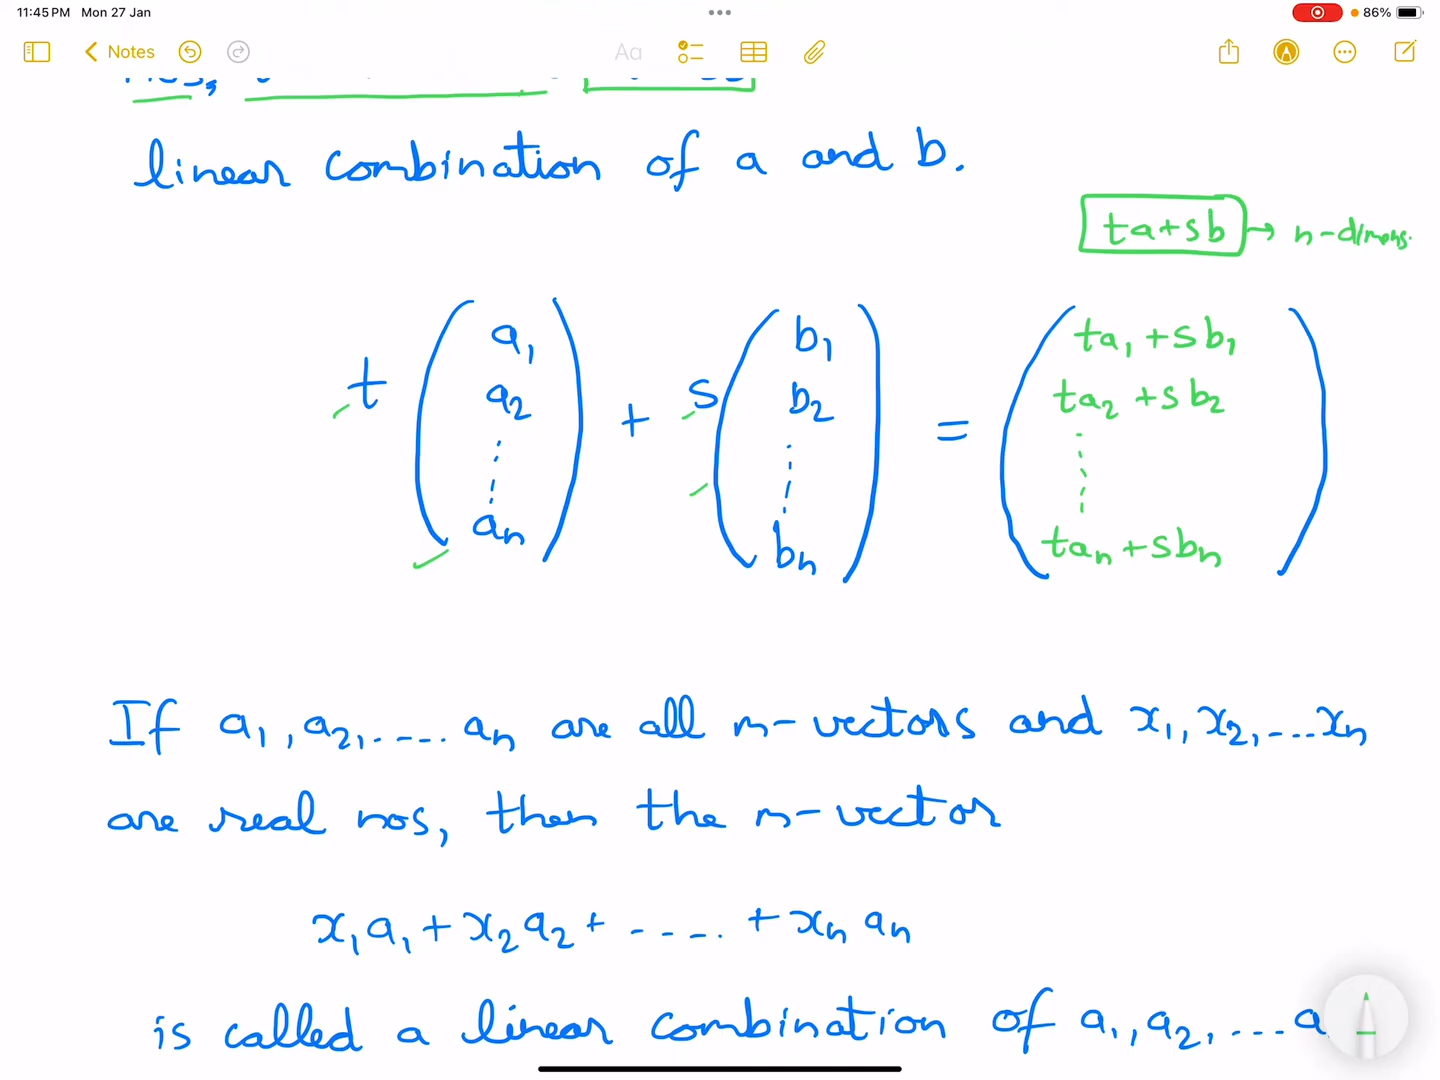 11:45 PM Mon 27 Jan
86%
Notes
Aa
linear combination of a and b.
ta+sb → n-dimens.
t ( a₁ a₂ ⋮ aₙ ) + s ( b₁ b₂ ⋮ bₙ ) = ( ta₁ + sb₁ ta₂ + sb₂ ⋮ taₙ + sbₙ )
If a₁, a₂, .... aₙ are all m-vectors and x₁, x₂, ... xₙ
are real nos, then the m-vector
x₁a₁ + x₂a₂ + ..... + xₙaₙ
is called a linear combination of a₁, a₂, ... a